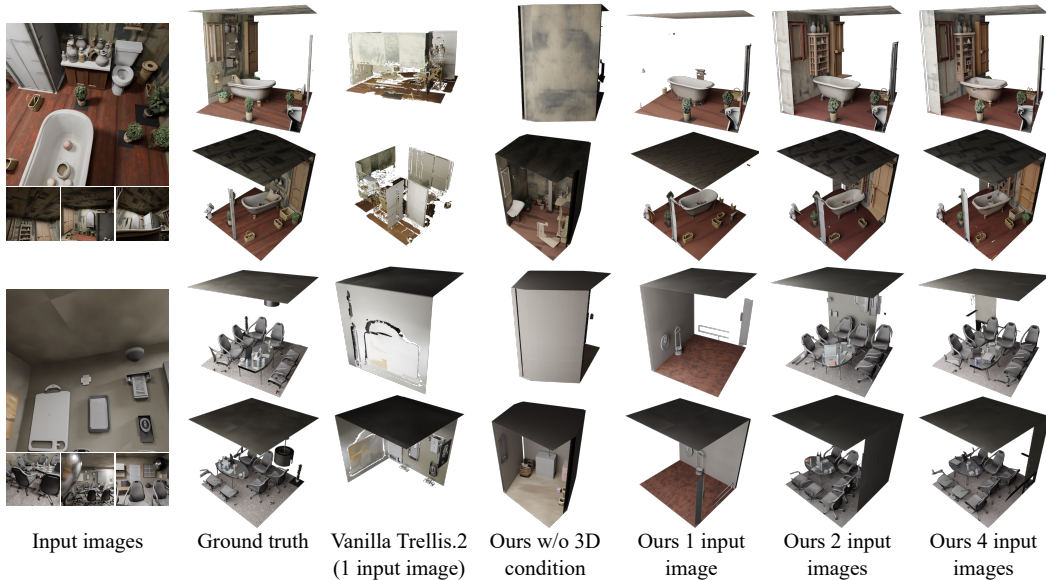 Input images
Ground truth
Vanilla Trellis.2
(1 input image)
Ours w/o 3D
condition
Ours 1 input
image
Ours 2 input
images
Ours 4 input
images